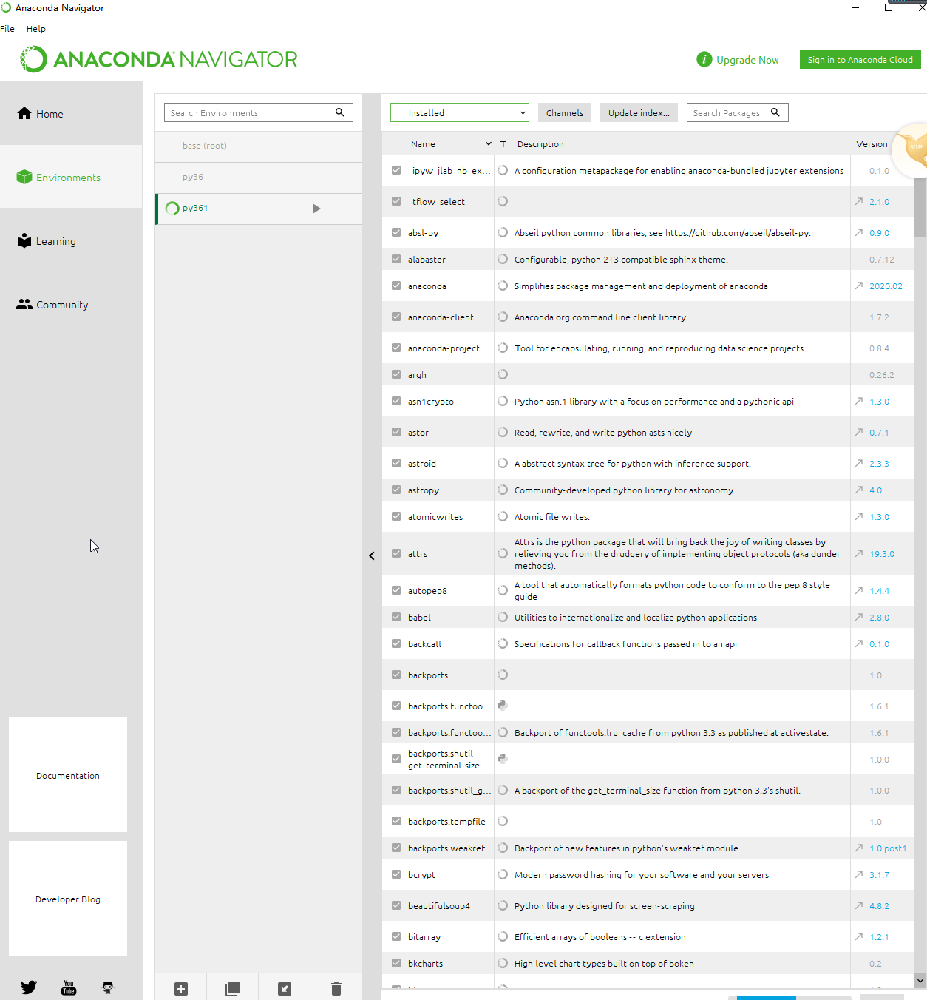 Anaconda Navigator
File Help
ANACONDA NAVIGATOR
Upgrade Now
Sign in to Anaconda Cloud
Home
Environments
Learning
Community
Documentation
Developer Blog
You
Tube
Search Environments
base (root)
py36
py361
Installed
Channels
Update index...
Search Packages
Name T Description Version
VIP
_ipyw_jlab_nb_ex... A configuration metapackage for enabling anaconda-bundled jupyter extensions 0.1.0
_tflow_select 2.1.0
absl-py Abseil python common libraries, see https://github.com/abseil/abseil-py. 0.9.0
alabaster Configurable, python 2+3 compatible sphinx theme. 0.7.12
anaconda Simplifies package management and deployment of anaconda 2020.02
anaconda-client Anaconda.org command line client library 1.7.2
anaconda-project Tool for encapsulating, running, and reproducing data science projects 0.8.4
argh 0.26.2
asn1crypto Python asn.1 library with a focus on performance and a pythonic api 1.3.0
astor Read, rewrite, and write python asts nicely 0.7.1
astroid A abstract syntax tree for python with inference support. 2.3.3
astropy Community-developed python library for astronomy 4.0
atomicwrites Atomic file writes. 1.3.0
attrs Attrs is the python package that will bring back the joy of writing classes by
relieving you from the drudgery of implementing object protocols (aka dunder
methods). 19.3.0
autopep8 A tool that automatically formats python code to conform to the pep 8 style
guide 1.4.4
babel Utilities to internationalize and localize python applications 2.8.0
backcall Specifications for callback functions passed in to an api 0.1.0
backports 1.0
backports.functoo... 1.6.1
backports.functoo... Backport of functools.lru_cache from python 3.3 as published at activestate. 1.6.1
backports.shutil-
get-terminal-size 1.0.0
backports.shutil_g... A backport of the get_terminal_size function from python 3.3's shutil. 1.0.0
backports.tempfile 1.0
backports.weakref Backport of new features in python's weakref module 1.0.post1
bcrypt Modern password hashing for your software and your servers 3.1.7
beautifulsoup4 Python library designed for screen-scraping 4.8.2
bitarray Efficient arrays of booleans -- c extension 1.2.1
bkcharts High level chart types built on top of bokeh 0.2